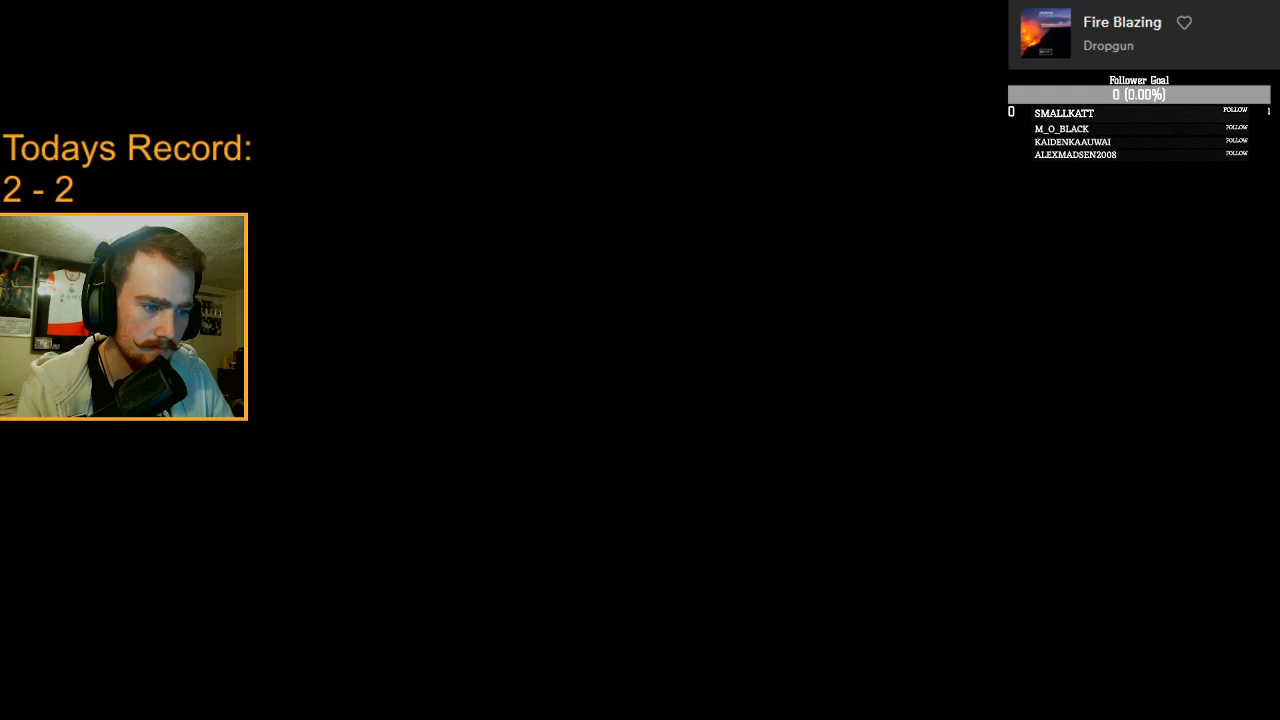 Fire Blazing
Dropgun
Follower Goal
0 (0.00%)
0
SMALLKATT FOLLOW
M_O_BLACK FOLLOW
KAIDENKAAUWAI FOLLOW
ALEXMADSEN2008 FOLLOW
Todays Record:
2 - 2